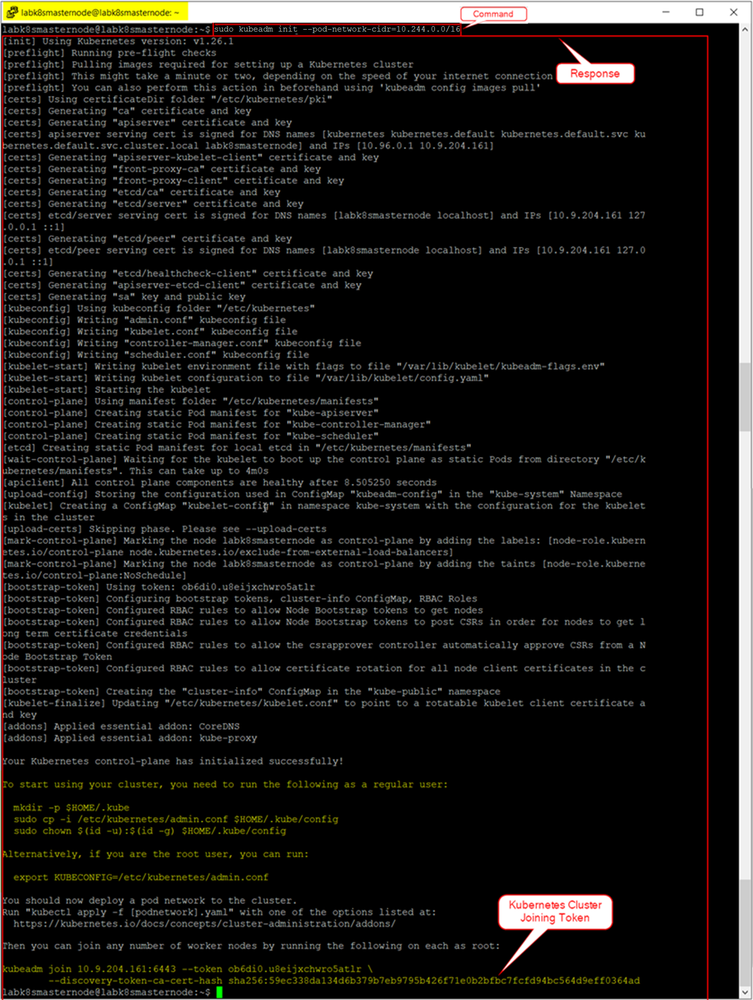 labk8smasternode@labk8smasternode: ~
Command
labk8smasternode@labk8smasternode:~$ sudo kubeadm init --pod-network-cidr=10.244.0.0/16
[init] Using Kubernetes version: v1.26.1
[preflight] Running pre-flight checks
[preflight] Pulling images required for setting up a Kubernetes cluster
[preflight] This might take a minute or two, depending on the speed of your internet connection
Response
[preflight] You can also perform this action in beforehand using 'kubeadm config images pull'
[certs] Using certificateDir folder "/etc/kubernetes/pki"
[certs] Generating "ca" certificate and key
[certs] Generating "apiserver" certificate and key
[certs] apiserver serving cert is signed for DNS names [kubernetes kubernetes.default kubernetes.default.svc ku
bernetes.default.svc.cluster.local labk8smasternode] and IPs [10.96.0.1 10.9.204.161]
[certs] Generating "apiserver-kubelet-client" certificate and key
[certs] Generating "front-proxy-ca" certificate and key
[certs] Generating "front-proxy-client" certificate and key
[certs] Generating "etcd/ca" certificate and key
[certs] Generating "etcd/server" certificate and key
[certs] etcd/server serving cert is signed for DNS names [labk8smasternode localhost] and IPs [10.9.204.161 127
.0.0.1 ::1]
[certs] Generating "etcd/peer" certificate and key
[certs] etcd/peer serving cert is signed for DNS names [labk8smasternode localhost] and IPs [10.9.204.161 127.0
.0.1 ::1]
[certs] Generating "etcd/healthcheck-client" certificate and key
[certs] Generating "apiserver-etcd-client" certificate and key
[certs] Generating "sa" key and public key
[kubeconfig] Using kubeconfig folder "/etc/kubernetes"
[kubeconfig] Writing "admin.conf" kubeconfig file
[kubeconfig] Writing "kubelet.conf" kubeconfig file
[kubeconfig] Writing "controller-manager.conf" kubeconfig file
[kubeconfig] Writing "scheduler.conf" kubeconfig file
[kubelet-start] Writing kubelet environment file with flags to file "/var/lib/kubelet/kubeadm-flags.env"
[kubelet-start] Writing kubelet configuration to file "/var/lib/kubelet/config.yaml"
[kubelet-start] Starting the kubelet
[control-plane] Using manifest folder "/etc/kubernetes/manifests"
[control-plane] Creating static Pod manifest for "kube-apiserver"
[control-plane] Creating static Pod manifest for "kube-controller-manager"
[control-plane] Creating static Pod manifest for "kube-scheduler"
[etcd] Creating static Pod manifest for local etcd in "/etc/kubernetes/manifests"
[wait-control-plane] Waiting for the kubelet to boot up the control plane as static Pods from directory "/etc/k
ubernetes/manifests". This can take up to 4m0s
[apiclient] All control plane components are healthy after 8.505250 seconds
[upload-config] Storing the configuration used in ConfigMap "kubeadm-config" in the "kube-system" Namespace
[kubelet] Creating a ConfigMap "kubelet-config" in namespace kube-system with the configuration for the kubelet
s in the cluster
[upload-certs] Skipping phase. Please see --upload-certs
[mark-control-plane] Marking the node labk8smasternode as control-plane by adding the labels: [node-role.kubern
etes.io/control-plane node.kubernetes.io/exclude-from-external-load-balancers]
[mark-control-plane] Marking the node labk8smasternode as control-plane by adding the taints [node-role.kuberne
tes.io/control-plane:NoSchedule]
[bootstrap-token] Using token: ob6di0.u8eijxchwro5atlr
[bootstrap-token] Configuring bootstrap tokens, cluster-info ConfigMap, RBAC Roles
[bootstrap-token] Configured RBAC rules to allow Node Bootstrap tokens to get nodes
[bootstrap-token] Configured RBAC rules to allow Node Bootstrap tokens to post CSRs in order for nodes to get l
ong term certificate credentials
[bootstrap-token] Configured RBAC rules to allow the csrapprover controller automatically approve CSRs from a N
ode Bootstrap Token
[bootstrap-token] Configured RBAC rules to allow certificate rotation for all node client certificates in the c
luster
[bootstrap-token] Creating the "cluster-info" ConfigMap in the "kube-public" namespace
[kubelet-finalize] Updating "/etc/kubernetes/kubelet.conf" to point to a rotatable kubelet client certificate a
nd key
[addons] Applied essential addon: CoreDNS
[addons] Applied essential addon: kube-proxy
Your Kubernetes control-plane has initialized successfully!
To start using your cluster, you need to run the following as a regular user:
mkdir -p $HOME/.kube
sudo cp -i /etc/kubernetes/admin.conf $HOME/.kube/config
sudo chown $(id -u):$(id -g) $HOME/.kube/config
Alternatively, if you are the root user, you can run:
export KUBECONFIG=/etc/kubernetes/admin.conf
You should now deploy a pod network to the cluster.
Run "kubectl apply -f [podnetwork].yaml" with one of the options listed at:
https://kubernetes.io/docs/concepts/cluster-administration/addons/
Kubernetes Cluster
Joining Token
Then you can join any number of worker nodes by running the following on each as root:
kubeadm join 10.9.204.161:6443 --token ob6di0.u8eijxchwro5atlr \
--discovery-token-ca-cert-hash sha256:59ec338da134d6b379b7eb9795b426f71e0b2bfbc7fcfd94bc564d9eff0364ad
labk8smasternode@labk8smasternode:~$